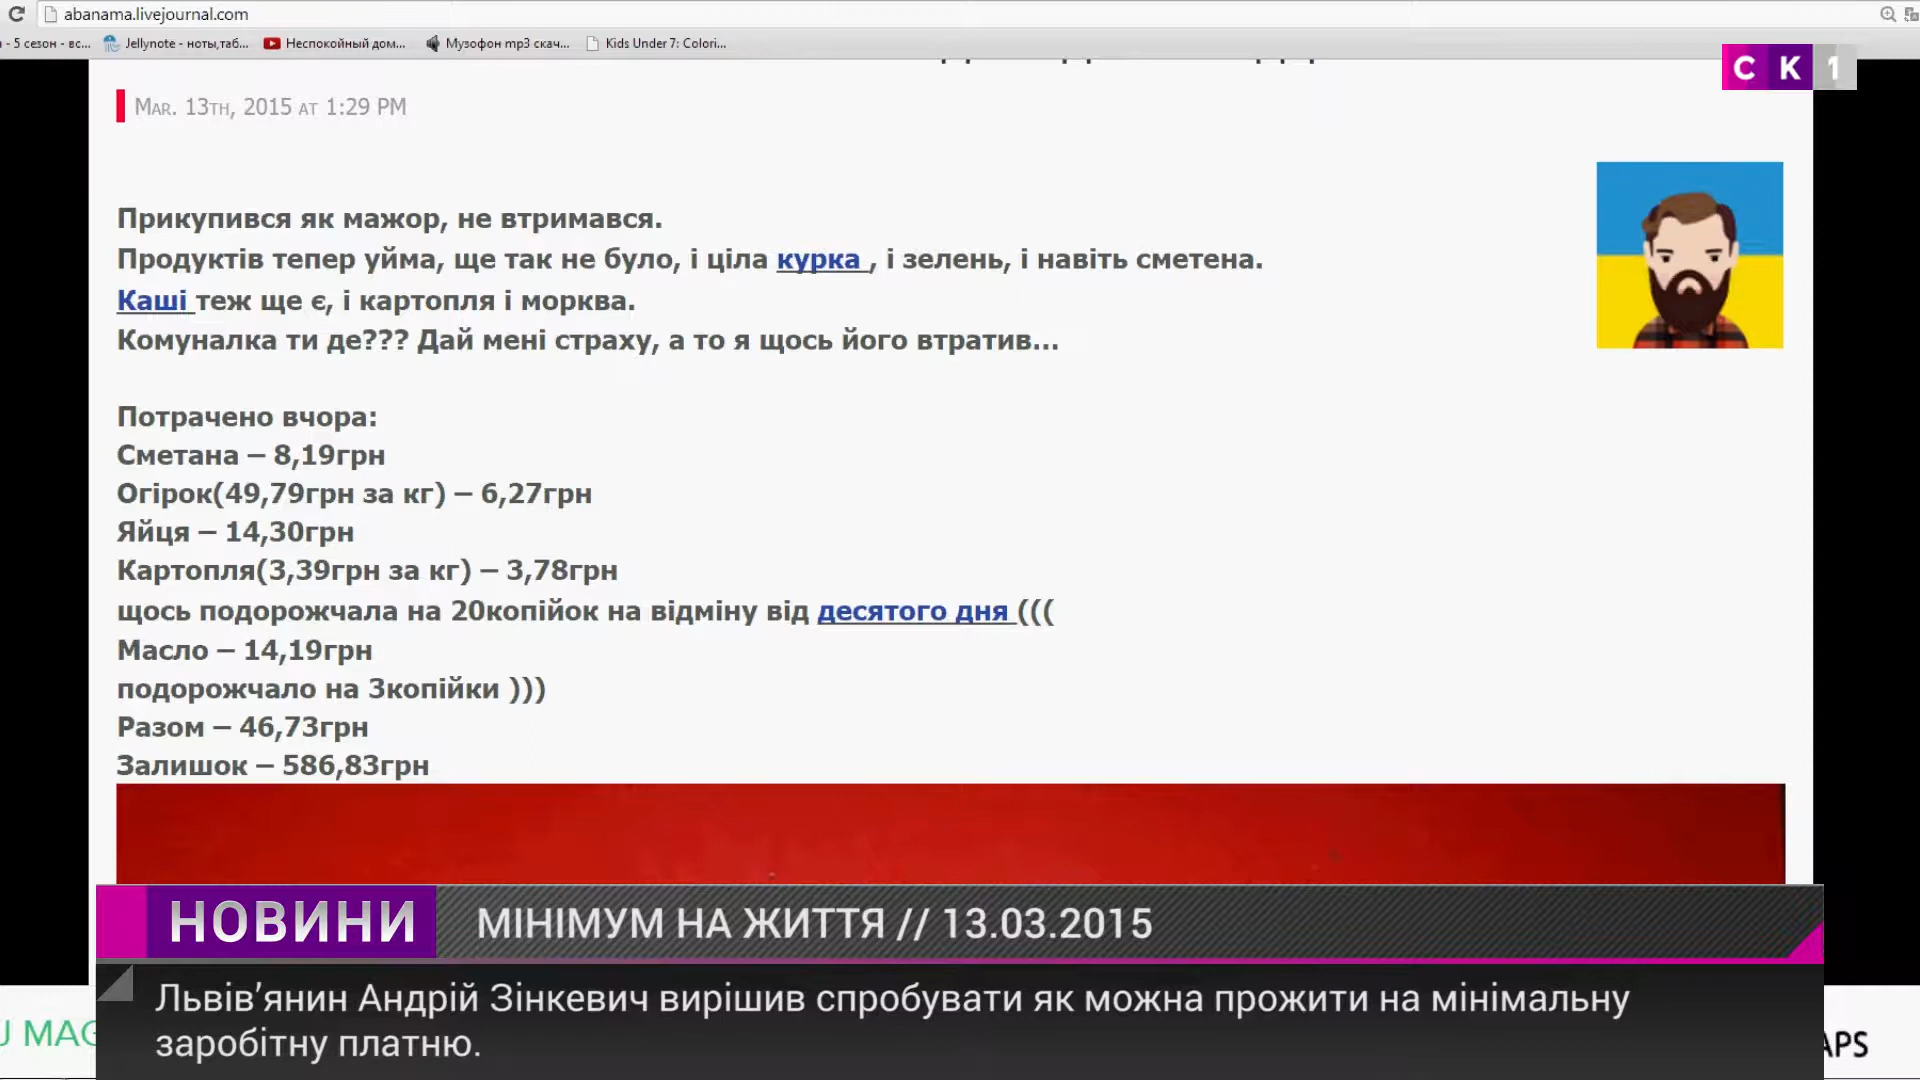 abanama.livejournal.com
- 5 сезон - вс... Jellynote - ноты,таб... Неспокойный дом... Музофон mp3 скач... Kids Under 7: Colori...
СК1
Mar. 13th, 2015 at 1:29 PM
Прикупився як мажор, не втримався.
Продуктів тепер уйма, ще так не було, і ціла курка , і зелень, і навіть сметена.
Каші теж ще є, і картопля і морква.
Комуналка ти де??? Дай мені страху, а то я щось його втратив...
Потрачено вчора:
Сметана – 8,19грн
Огірок(49,79грн за кг) – 6,27грн
Яйця – 14,30грн
Картопля(3,39грн за кг) – 3,78грн
щось подорожчала на 20копійок на відміну від десятого дня (((
Масло – 14,19грн
подорожчало на 3копійки )))
Разом – 46,73грн
Залишок – 586,83грн
НОВИНИ МІНІМУМ НА ЖИТТЯ // 13.03.2015
Львів’янин Андрій Зінкевич вирішив спробувати як можна прожити на мінімальну
заробітну платню.